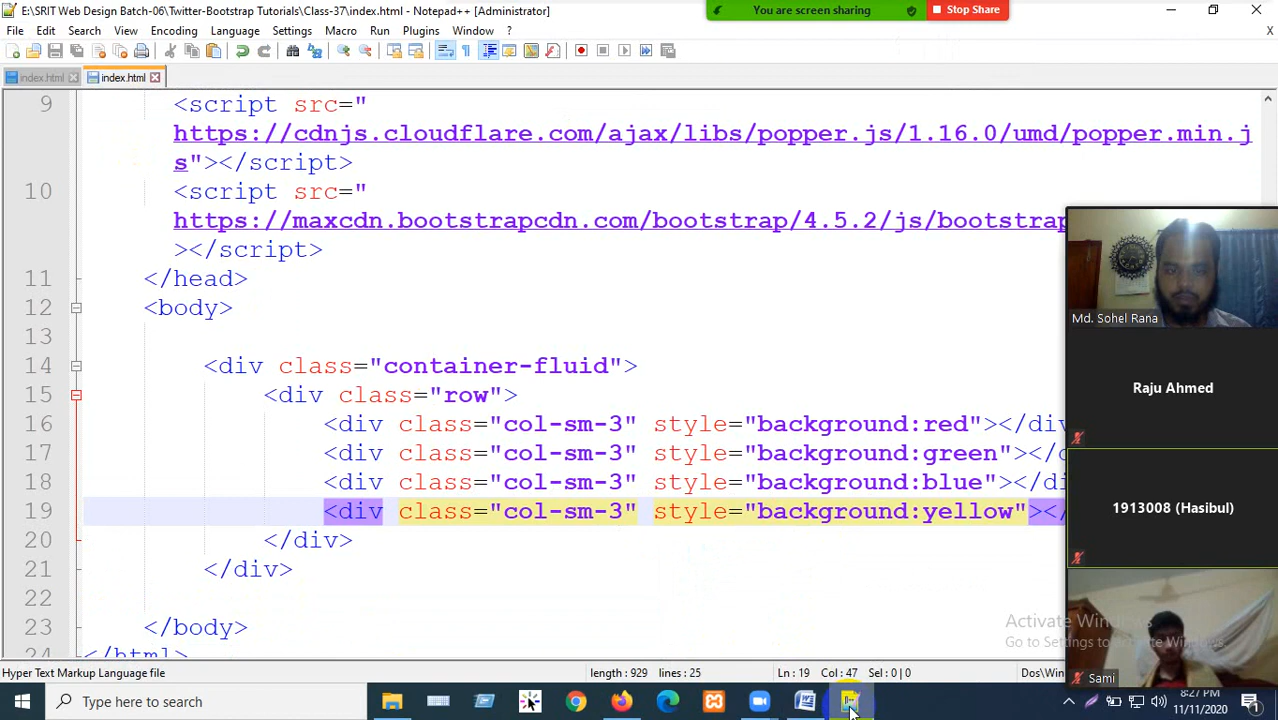 E:\SRIT Web Design Batch-06\Twitter-Bootstrap Tutorials\Class-37\index.html - Notepad++ [Administrator]
You are screen sharing
Stop Share
File Edit Search View Encoding Language Settings Macro Run Plugins Window ?
X
index.html
index.html
9 <script src="
https://cdnjs.cloudflare.com/ajax/libs/popper.js/1.16.0/umd/popper.min.j
s"></script>
10 <script src="
https://maxcdn.bootstrapcdn.com/bootstrap/4.5.2/js/bootstrap
></script>
11 </head>
12 <body>
13
14 <div class="container-fluid">
15 <div class="row">
16 <div class="col-sm-3" style="background:red"></div
17 <div class="col-sm-3" style="background:green"></d
18 <div class="col-sm-3" style="background:blue"></di
19 <div class="col-sm-3" style="background:yellow"></
20 </div>
21 </div>
22
23 </body>
24 </html>
Md. Sohel Rana
Raju Ahmed
1913008 (Hasibul)
Sami
Activate Windows
Go to Settings to activate Windows.
Hyper Text Markup Language file
length : 929 lines : 25
Ln : 19 Col : 47 Sel : 0 | 0
Dos\Win
Type here to search
8:27 PM
11/11/2020
1